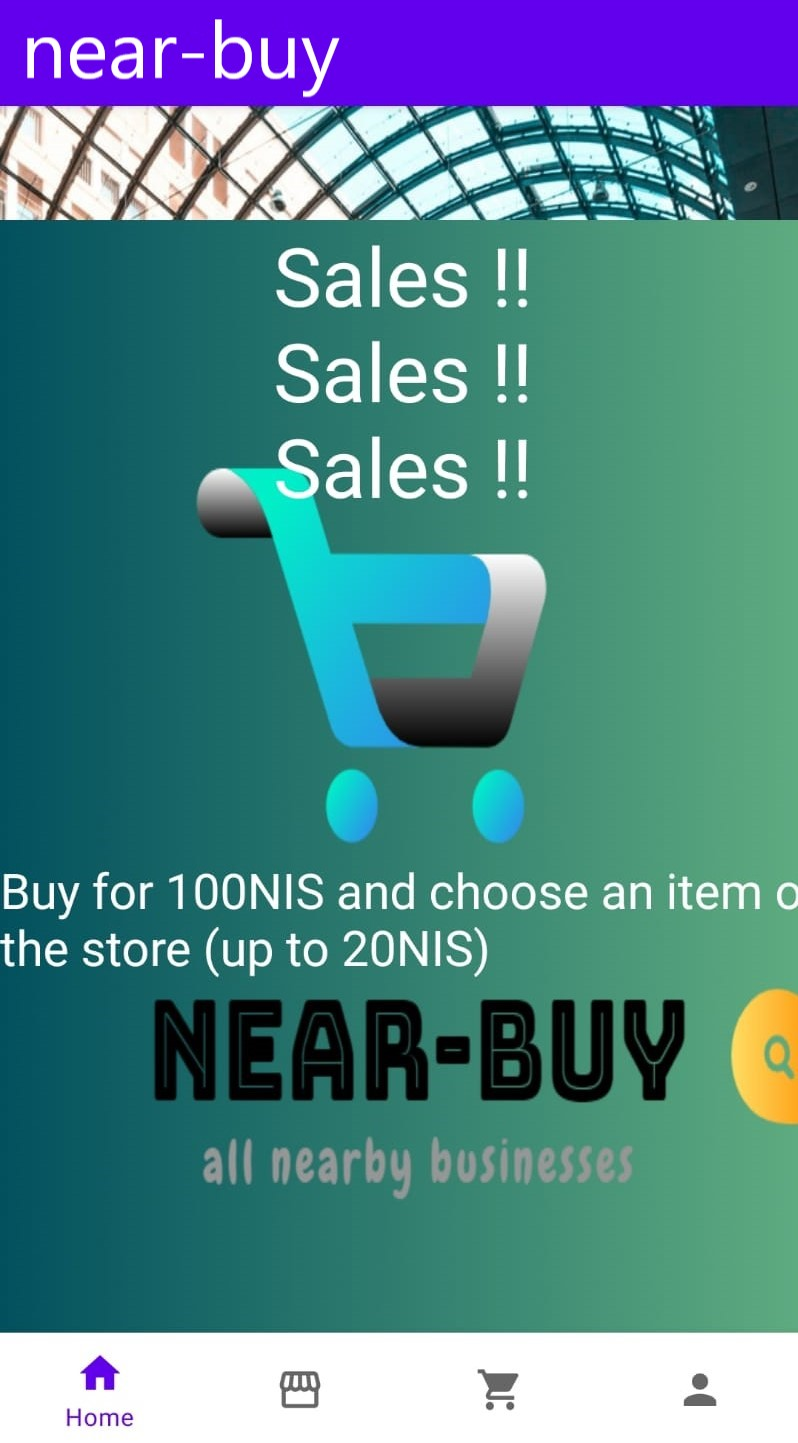 near-buy
Sales !!
Sales !!
Sales !!
Buy for 100NIS and choose an item o
the store (up to 20NIS)
NEAR-BUY
all nearby businesses
Home